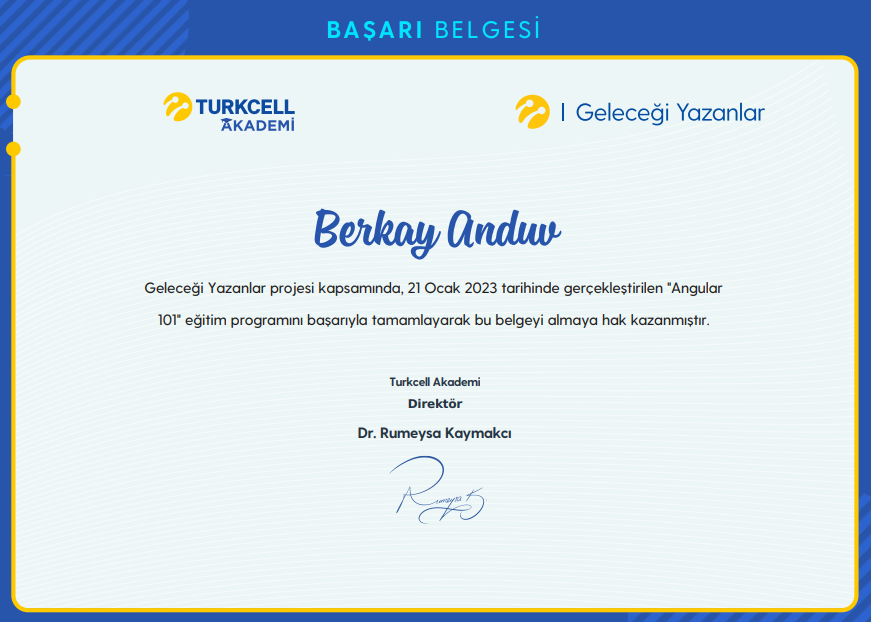 BAŞARI BELGESİ
TURKCELL
AKADEMİ
Geleceği Yazanlar
Berkay Anduv
Geleceği Yazanlar projesi kapsamında, 21 Ocak 2023 tarihinde gerçekleştirilen "Angular
101" eğitim programını başarıyla tamamlayarak bu belgeyi almaya hak kazanmıştır.
Turkcell Akademi
Direktör
Dr. Rumeysa Kaymakcı
Rumeysa K